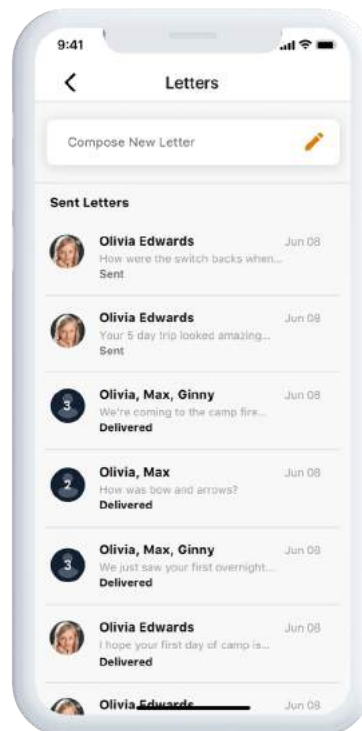 9:41
Letters
Compose New Letter
Sent Letters
Olivia Edwards Jun 08
How were the switch backs when...
Sent
Olivia Edwards Jun 08
Your 5 day trip looked amazing...
Sent
3 Olivia, Max, Ginny Jun 08
We're coming to the camp fire...
Delivered
2 Olivia, Max Jun 08
How was bow and arrows?
Delivered
3 Olivia, Max, Ginny Jun 08
We just saw your first overnight...
Delivered
Olivia Edwards Jun 08
I hope your first day of camp is...
Delivered
Olivia Edwards Jun 08